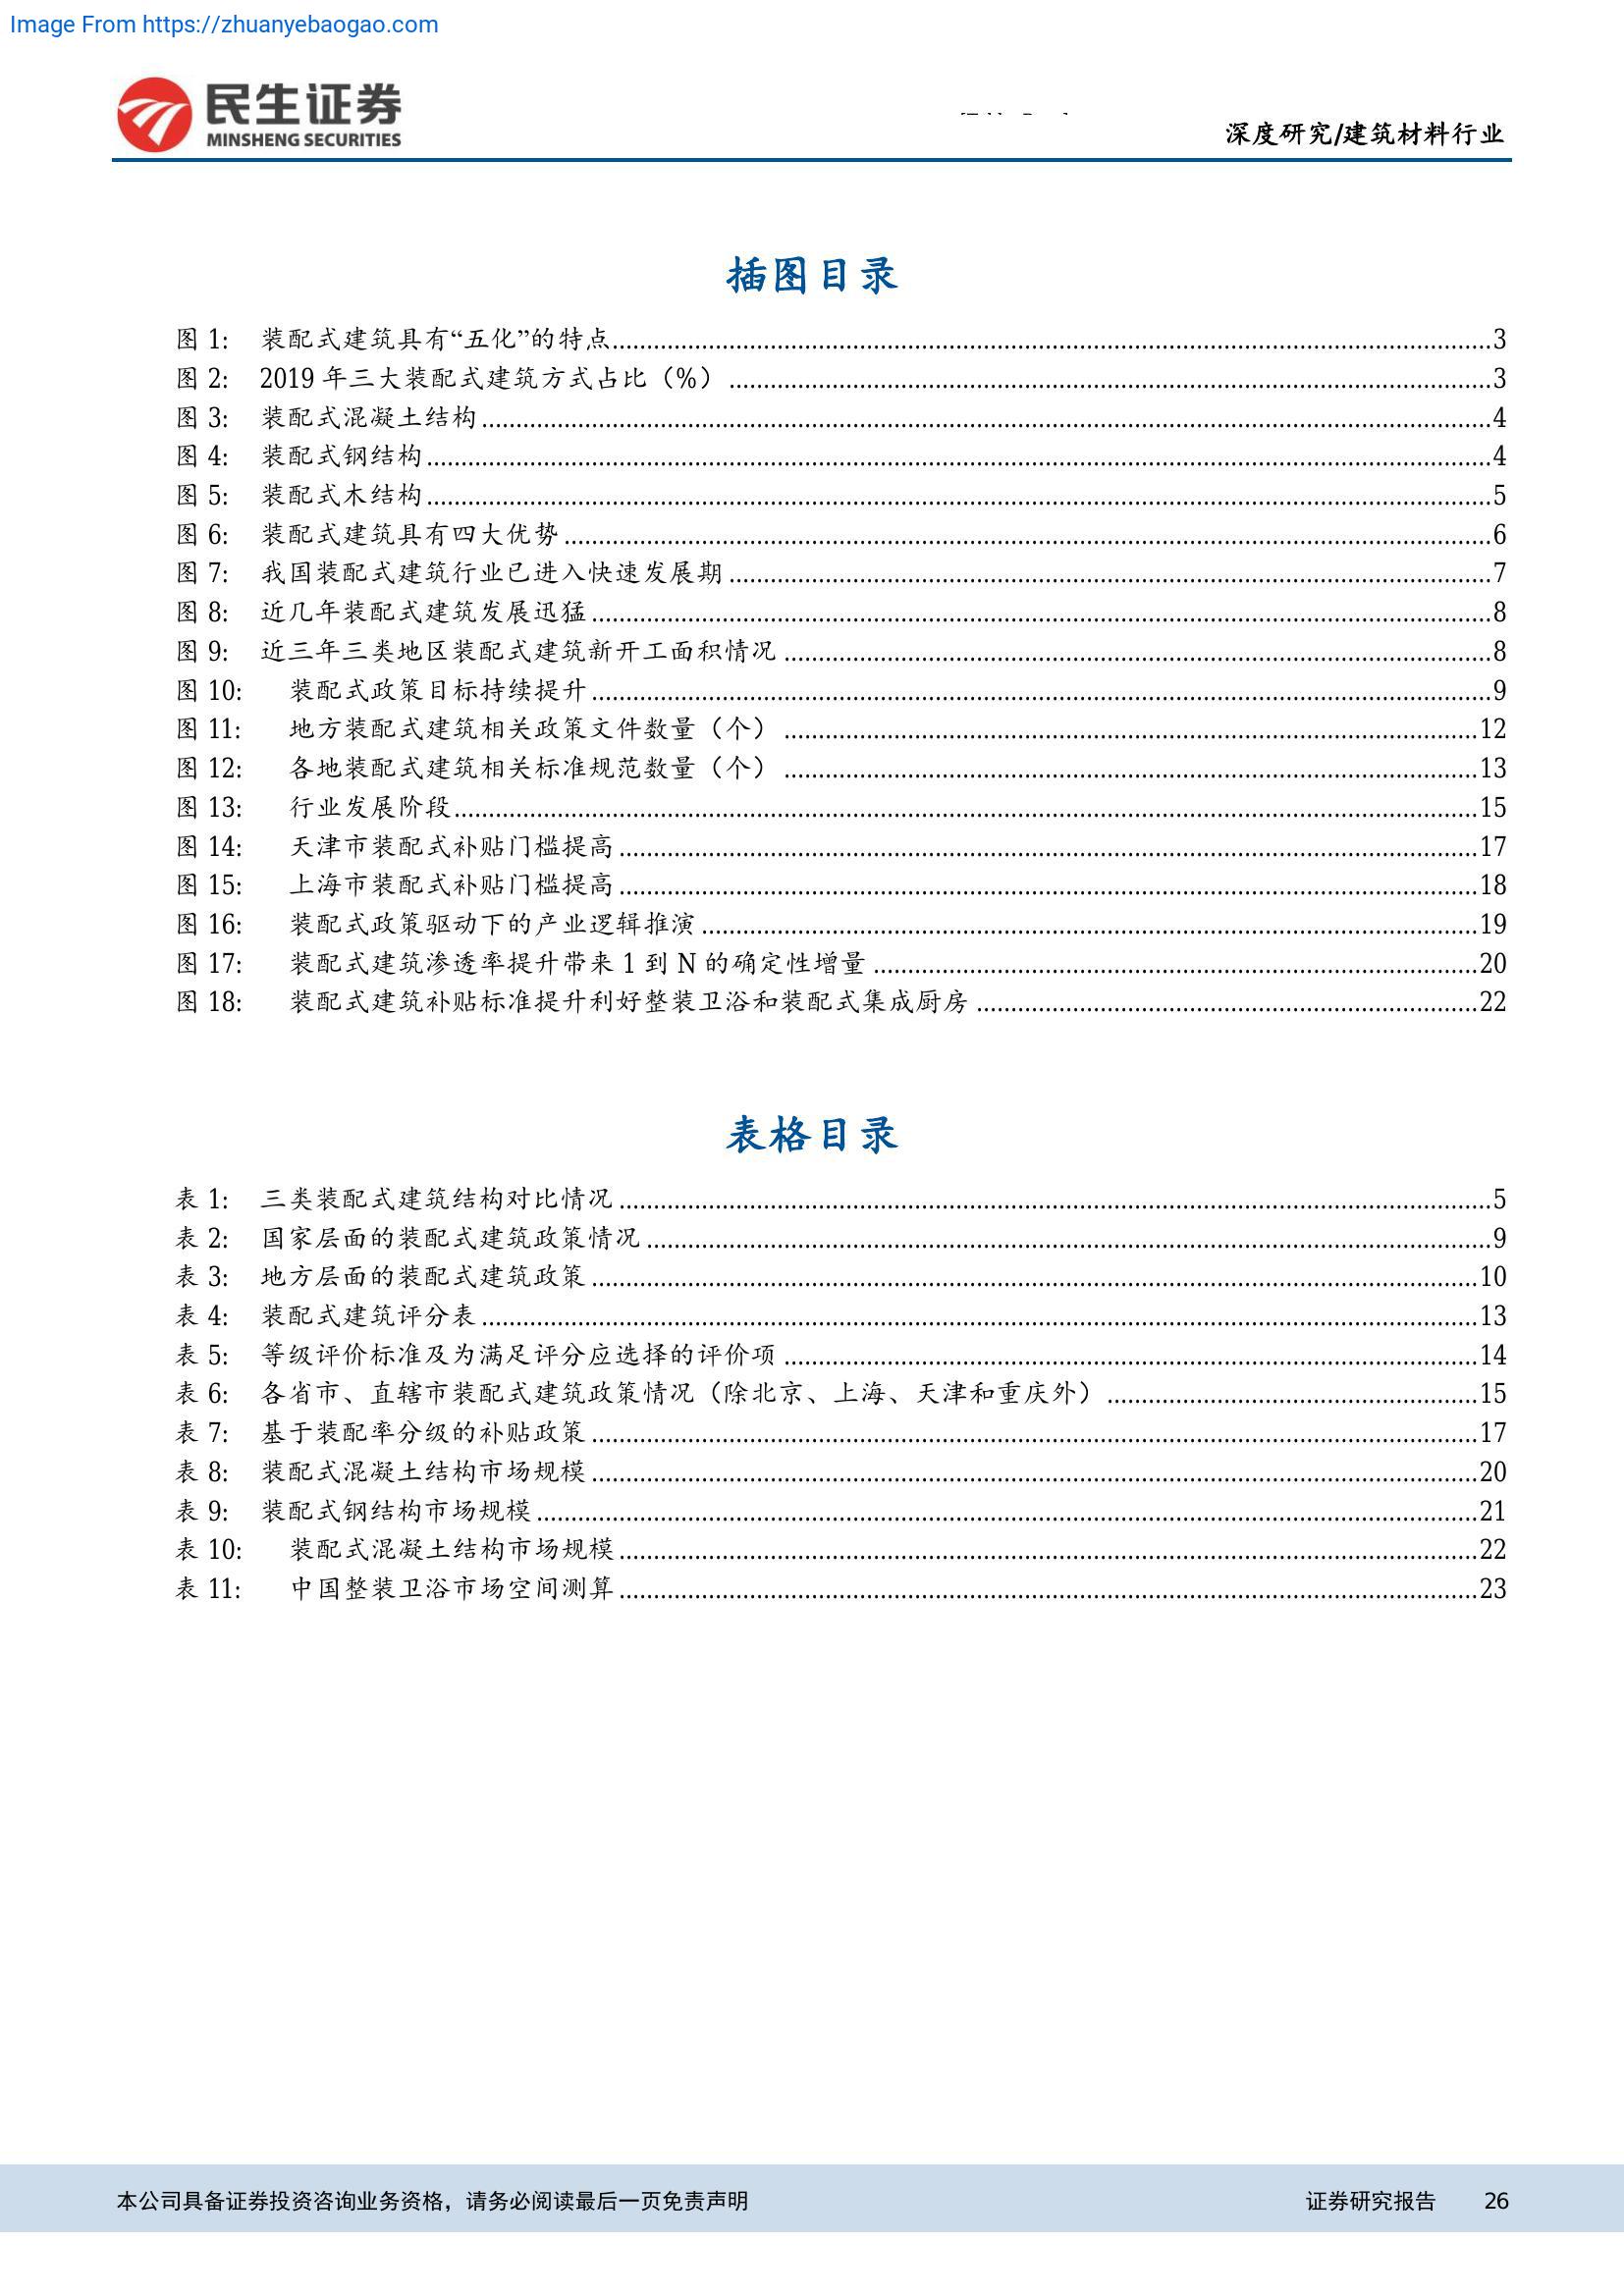 Image From https://zhuanyebaogao.com
民生证券
MINSHENG SECURITIES
深度研究/建筑材料行业
插图目录
图 1: 装配式建筑具有“五化”的特点 3
图 2: 2019 年三大装配式建筑方式占比（%） 3
图 3: 装配式混凝土结构 4
图 4: 装配式钢结构 4
图 5: 装配式木结构 5
图 6: 装配式建筑具有四大优势 6
图 7: 我国装配式建筑行业已进入快速发展期 7
图 8: 近几年装配式建筑发展迅猛 8
图 9: 近三年三类地区装配式建筑新开工面积情况 8
图 10: 装配式政策目标持续提升 9
图 11: 地方装配式建筑相关政策文件数量（个） 12
图 12: 各地装配式建筑相关标准规范数量（个） 13
图 13: 行业发展阶段 15
图 14: 天津市装配式补贴门槛提高 17
图 15: 上海市装配式补贴门槛提高 18
图 16: 装配式政策驱动下的产业逻辑推演 19
图 17: 装配式建筑渗透率提升带来 1 到 N 的确定性增量 20
图 18: 装配式建筑补贴标准提升利好整装卫浴和装配式集成厨房 22
表格目录
表 1: 三类装配式建筑结构对比情况 5
表 2: 国家层面的装配式建筑政策情况 9
表 3: 地方层面的装配式建筑政策 10
表 4: 装配式建筑评分表 13
表 5: 等级评价标准及为满足评分应选择的评价项 14
表 6: 各省市、直辖市装配式建筑政策情况（除北京、上海、天津和重庆外） 15
表 7: 基于装配率分级的补贴政策 17
表 8: 装配式混凝土结构市场规模 20
表 9: 装配式钢结构市场规模 21
表 10: 装配式混凝土结构市场规模 22
表 11: 中国整装卫浴市场空间测算 23
本公司具备证券投资咨询业务资格，请务必阅读最后一页免责声明
证券研究报告 26